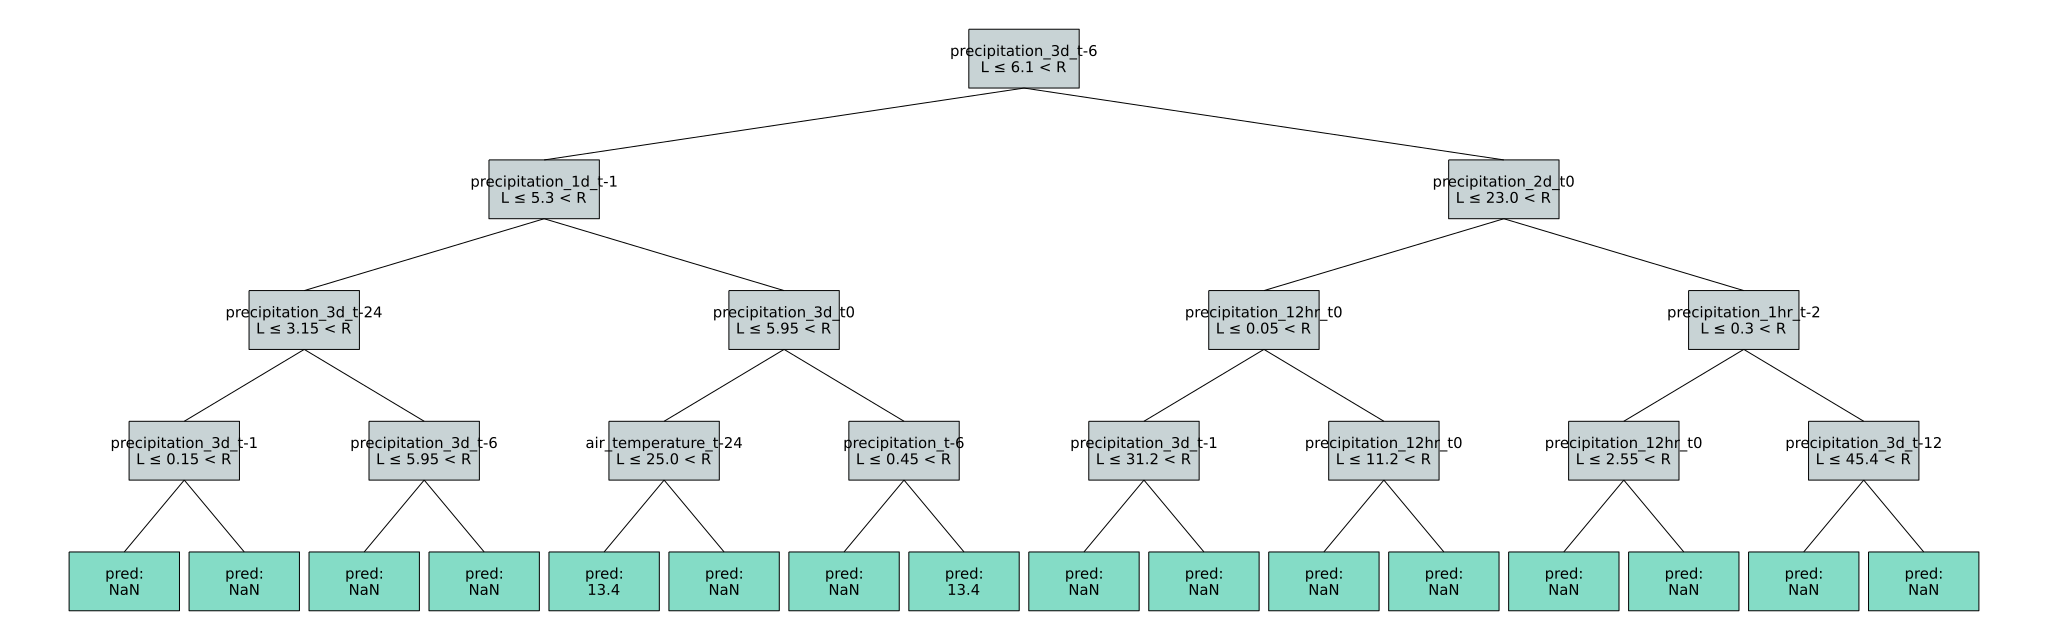 precipitation_3d_t-6
L ≤ 6.1 < R
precipitation_1d_t-1
L ≤ 5.3 < R
precipitation_2d_t0
L ≤ 23.0 < R
precipitation_3d_t-24
L ≤ 3.15 < R
precipitation_3d_t0
L ≤ 5.95 < R
precipitation_12hr_t0
L ≤ 0.05 < R
precipitation_1hr_t-2
L ≤ 0.3 < R
precipitation_3d_t-1
L ≤ 0.15 < R
precipitation_3d_t-6
L ≤ 5.95 < R
air_temperature_t-24
L ≤ 25.0 < R
precipitation_t-6
L ≤ 0.45 < R
precipitation_3d_t-1
L ≤ 31.2 < R
precipitation_12hr_t0
L ≤ 11.2 < R
precipitation_12hr_t0
L ≤ 2.55 < R
precipitation_3d_t-12
L ≤ 45.4 < R
pred:
NaN
pred:
NaN
pred:
NaN
pred:
NaN
pred:
13.4
pred:
NaN
pred:
NaN
pred:
13.4
pred:
NaN
pred:
NaN
pred:
NaN
pred:
NaN
pred:
NaN
pred:
NaN
pred:
NaN
pred:
NaN